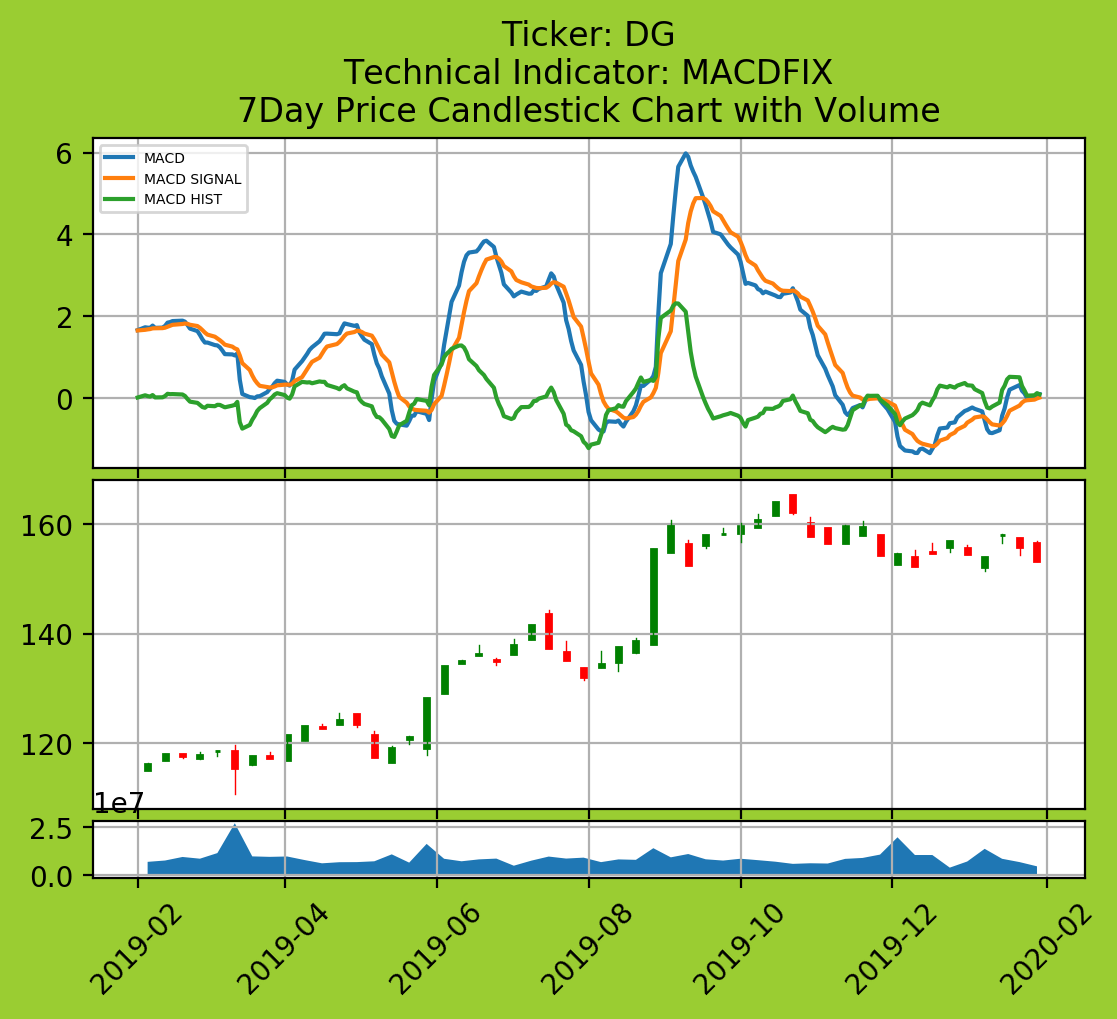 Ticker: DG
Technical Indicator: MACDFIX
7Day Price Candlestick Chart with Volume
6
4
2
0
MACD
MACD SIGNAL
MACD HIST
160
140
120
1e7
2.5
0.0
2019-02
2019-04
2019-06
2019-08
2019-10
2019-12
2020-02